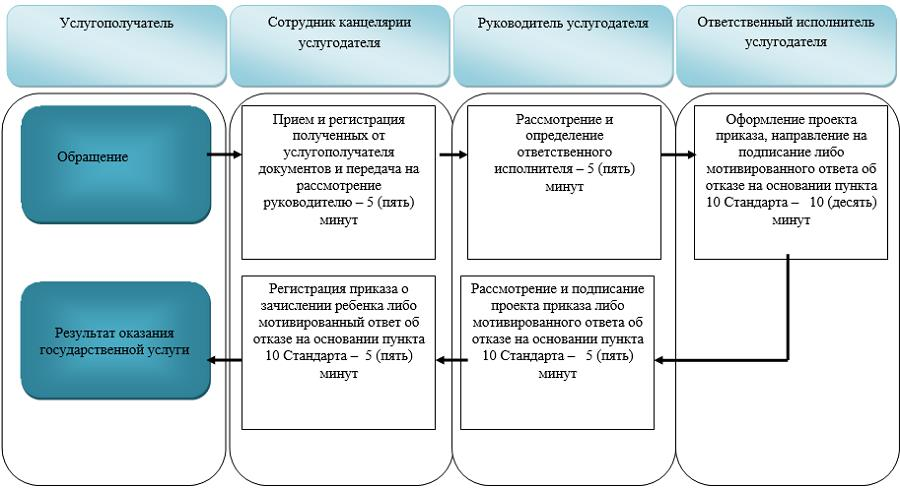 Услугополучатель
Сотрудник канцелярии
услугодателя
Руководитель услугодателя
Ответственный исполнитель
услугодателя
Обращение
Прием и регистрация
полученных от
услугополучателя
документов и передача на
рассмотрение
руководителю – 5 (пять)
минут
Рассмотрение и
определение
ответственного
исполнителя – 5 (пять)
минут
Оформление проекта
приказа, направление на
подписание либо
мотивированного ответа об
отказе на основании пункта
10 Стандарта – 10 (десять)
минут
Результат оказания
государственной услуги
Регистрация приказа о
зачислении ребенка либо
мотивированный ответ об
отказе на основании пункта
10 Стандарта – 5 (пять)
минут
Рассмотрение и подписание
проекта приказа либо
мотивированного ответа об
отказе на основании пункта
10 Стандарта – 5 (пять)
минут